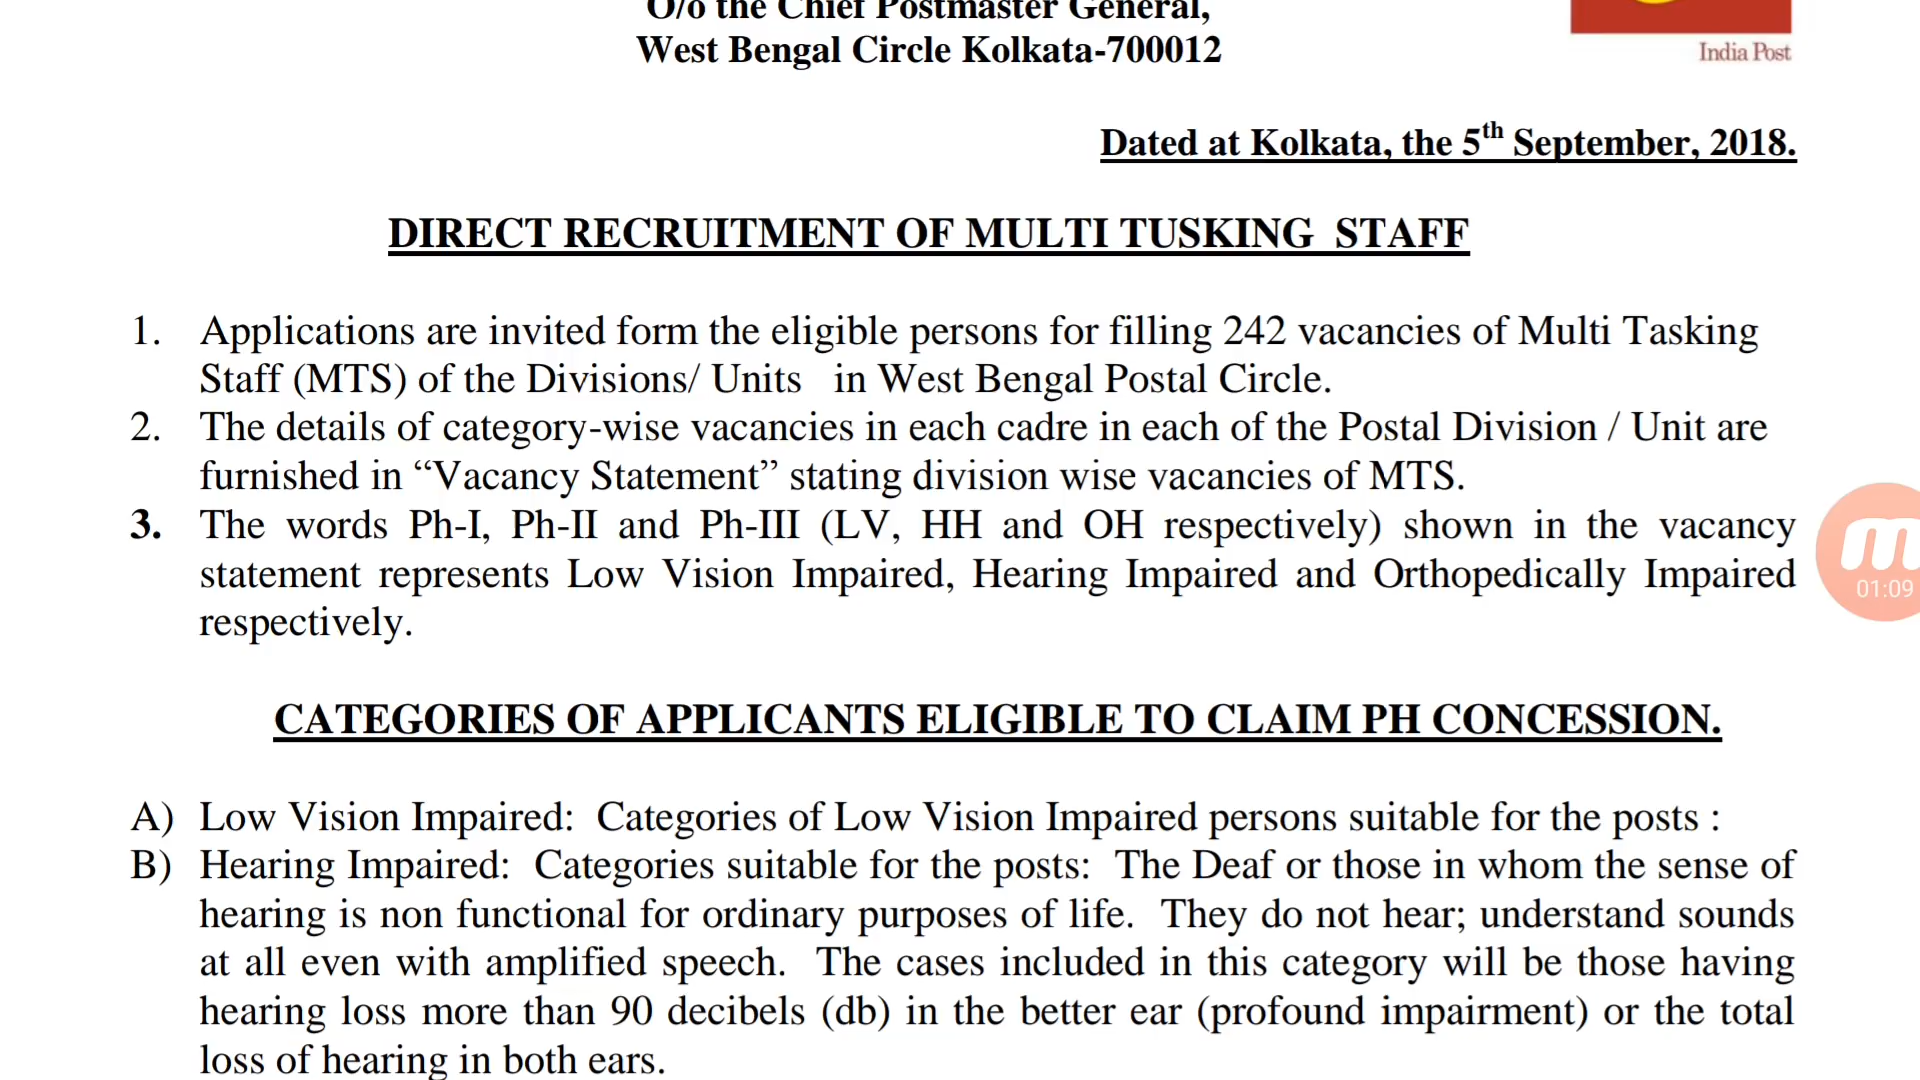 O/o the Chief Postmaster General,
West Bengal Circle Kolkata-700012
India Post
Dated at Kolkata, the 5th September, 2018.
DIRECT RECRUITMENT OF MULTI TUSKING STAFF
1. Applications are invited form the eligible persons for filling 242 vacancies of Multi Tasking
Staff (MTS) of the Divisions/ Units in West Bengal Postal Circle.
2. The details of category-wise vacancies in each cadre in each of the Postal Division / Unit are
furnished in “Vacancy Statement” stating division wise vacancies of MTS.
3. The words Ph-I, Ph-II and Ph-III (LV, HH and OH respectively) shown in the vacancy
statement represents Low Vision Impaired, Hearing Impaired and Orthopedically Impaired
respectively.
01:09
CATEGORIES OF APPLICANTS ELIGIBLE TO CLAIM PH CONCESSION.
A) Low Vision Impaired: Categories of Low Vision Impaired persons suitable for the posts :
B) Hearing Impaired: Categories suitable for the posts: The Deaf or those in whom the sense of
hearing is non functional for ordinary purposes of life. They do not hear; understand sounds
at all even with amplified speech. The cases included in this category will be those having
hearing loss more than 90 decibels (db) in the better ear (profound impairment) or the total
loss of hearing in both ears.